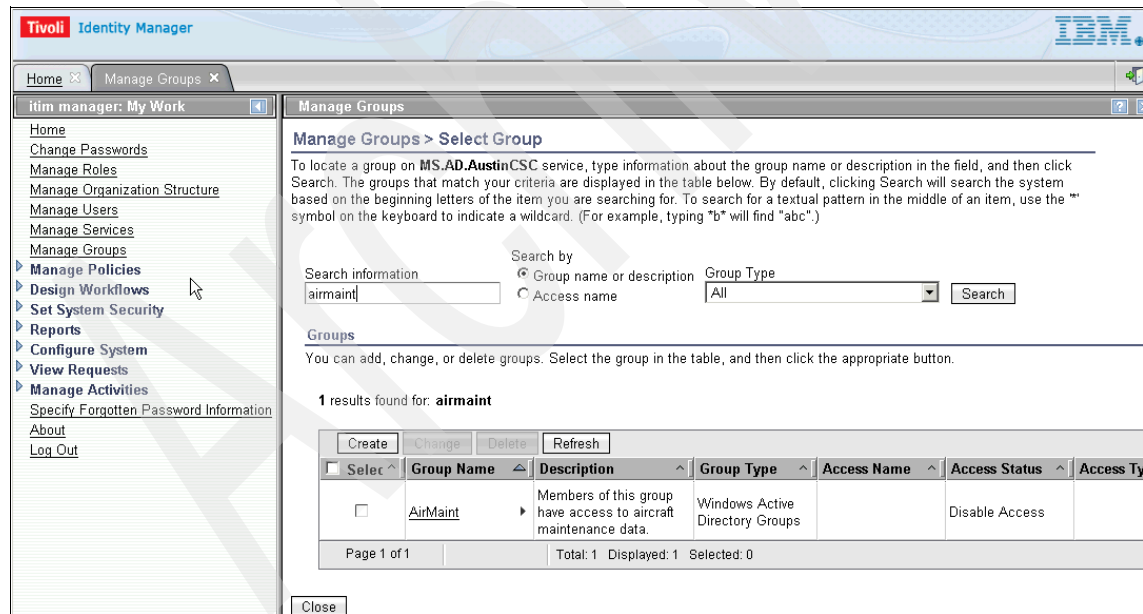 Tivoli Identity Manager
IBM.
Home
Manage Groups
itim manager: My Work
Home
Change Passwords
Manage Roles
Manage Organization Structure
Manage Users
Manage Services
Manage Groups
Manage Policies
Design Workflows
Set System Security
Reports
Configure System
View Requests
Manage Activities
Specify Forgotten Password Information
About
Log Out
Manage Groups
?
Manage Groups > Select Group
To locate a group on MS.AD.AustinCSC service, type information about the group name or description in the field, and then click
Search. The groups that match your criteria are displayed in the table below. By default, clicking Search will search the system
based on the beginning letters of the item you are searching for. To search for a textual pattern in the middle of an item, use the "*"
symbol on the keyboard to indicate a wildcard. (For example, typing *b* will find "abc".)
Search by
Search information
Group name or description
Group Type
airmaint
Access name
All
Search
Groups
You can add, change, or delete groups. Select the group in the table, and then click the appropriate button.
1 results found for: airmaint
Create Change Delete Refresh
Selec Group Name Description Group Type Access Name Access Status Access Ty
AirMaint
Members of this group
have access to aircraft
maintenance data.
Windows Active
Directory Groups
Disable Access
Page 1 of 1 Total: 1 Displayed: 1 Selected: 0
Close